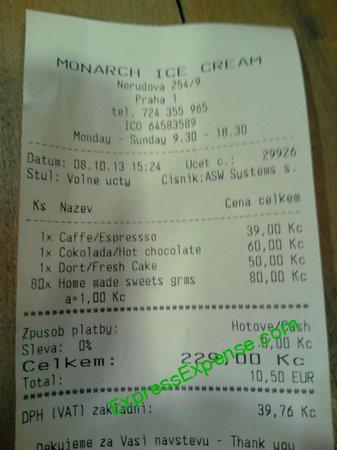 MONARCH ICE CREAM
Nerudova 254/9
Praha 1
tel. 724 355 965
ICO 64583589
Monday - Sunday 9.30 - 18.30
Datum: 08.10.13 15:24 Ucet c.: 29926
Stul: Volne ucty Cisnik:ASW Systems s.
Ks Nazev Cena celkem
1x Caffe/Espressso 39,00 Kc
1x Cokolada/Hot chocolate 60,00 Kc
1x Dort/Fresh Cake 50,00 Kc
80x Home made sweets grms 80,00 Kc
a=1,00 Kc
Zpusob platby: Hotove/Cash
Sleva: 0% 0,00 Kc
Celkem: 229,00 Kc
Total: 10,50 EUR
DPH (VAT) zakladni: 39,76 Kc
Dekujeme za Vasi navstevu - Thank you
ExpressExpense.com